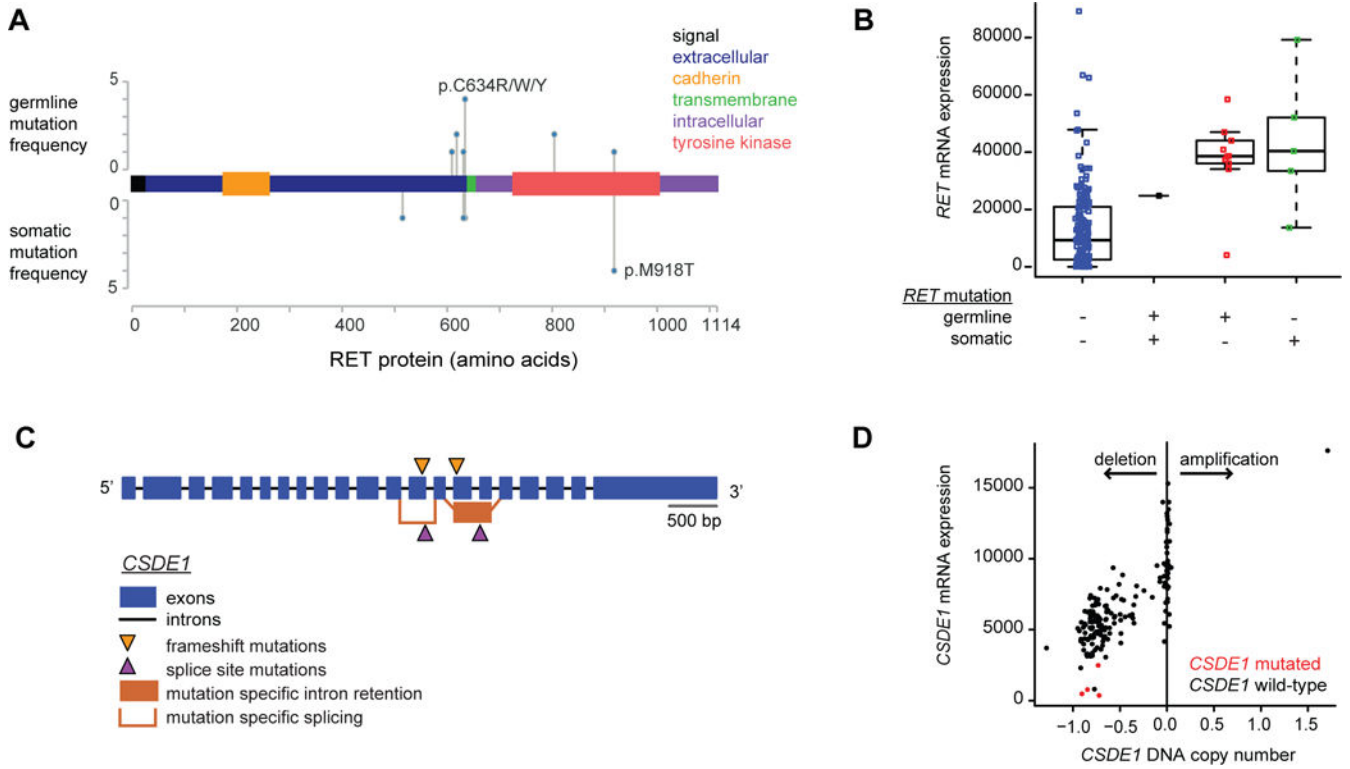 A
signal
extracellular
cadherin
transmembrane
intracellular
tyrosine kinase
germline
mutation
frequency
5
0
p.C634R/W/Y
somatic
mutation
frequency
0
5
p.M918T
0 200 400 600 800 1000 1114
RET protein (amino acids)
B
RET mRNA expression
80000
60000
40000
20000
0
RET mutation
germline - + + -
somatic - + - +
C
5' 3'
500 bp
CSDE1
exons
introns
frameshift mutations
splice site mutations
mutation specific intron retention
mutation specific splicing
D
deletion amplification
CSDE1 mRNA expression
15000
10000
5000
0
CSDE1 mutated
CSDE1 wild-type
−1.0 −0.5 0.0 0.5 1.0 1.5
CSDE1 DNA copy number